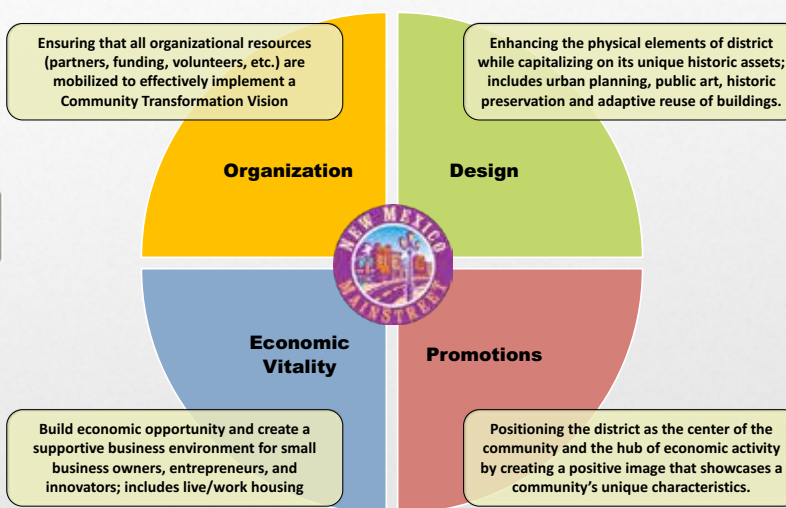 Ensuring that all organizational resources
(partners, funding, volunteers, etc.) are
mobilized to effectively implement a
Community Transformation Vision
Enhancing the physical elements of district
while capitalizing on its unique historic assets;
includes urban planning, public art, historic
preservation and adaptive reuse of buildings.
Organization
Design
NEW MEXICO
MAINSTREET
Economic
Vitality
Promotions
Build economic opportunity and create a
supportive business environment for small
business owners, entrepreneurs, and
innovators; includes live/work housing
Positioning the district as the center of the
community and the hub of economic activity
by creating a positive image that showcases a
community's unique characteristics.